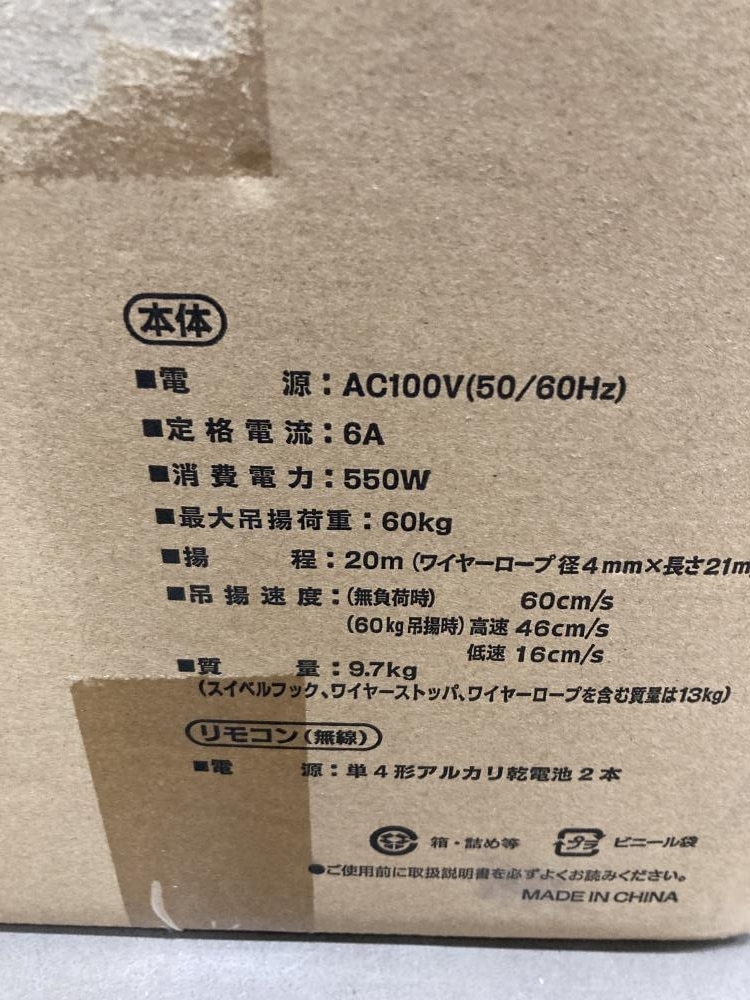 本体
■電 源：AC100V(50/60Hz)
■定格電流：6A
■消費電力：550W
■最大吊揚荷重：60kg
■揚 程：20m（ワイヤーロープ径4mm×長さ21m
■吊揚速度：(無負荷時) 60cm/s
(60kg吊揚時) 高速 46cm/s
低速 16cm/s
■質 量：9.7kg
(スイベルフック、ワイヤーストッパ、ワイヤーロープを含む質量は13kg)
リモコン（無線）
■電 源：単4形アルカリ乾電池2本
箱・詰め等 プラ ビニール袋
●ご使用前に取扱説明書を必ずよくお読みください。
MADE IN CHINA